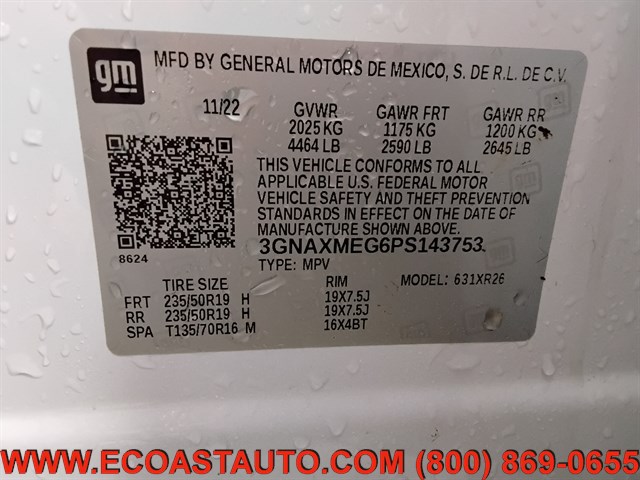 gm
MFD BY GENERAL MOTORS DE MEXICO, S. DE R.L. DE C.V.
11/22 GVWR GAWR FRT GAWR RR
2025 KG 1175 KG 1200 KG
4464 LB 2590 LB 2645 LB
THIS VEHICLE CONFORMS TO ALL
APPLICABLE U.S. FEDERAL MOTOR
VEHICLE SAFETY AND THEFT PREVENTION
STANDARDS IN EFFECT ON THE DATE OF
MANUFACTURE SHOWN ABOVE.
8624 3GNAXMEG6PS143753
TYPE: MPV MODEL: 631XR26
TIRE SIZE RIM
FRT 235/50R19 H 19X7.5J
RR 235/50R19 H 19X7.5J
SPA T135/70R16 M 16X4BT
WWW.ECOASTAUTO.COM (800) 869-0655